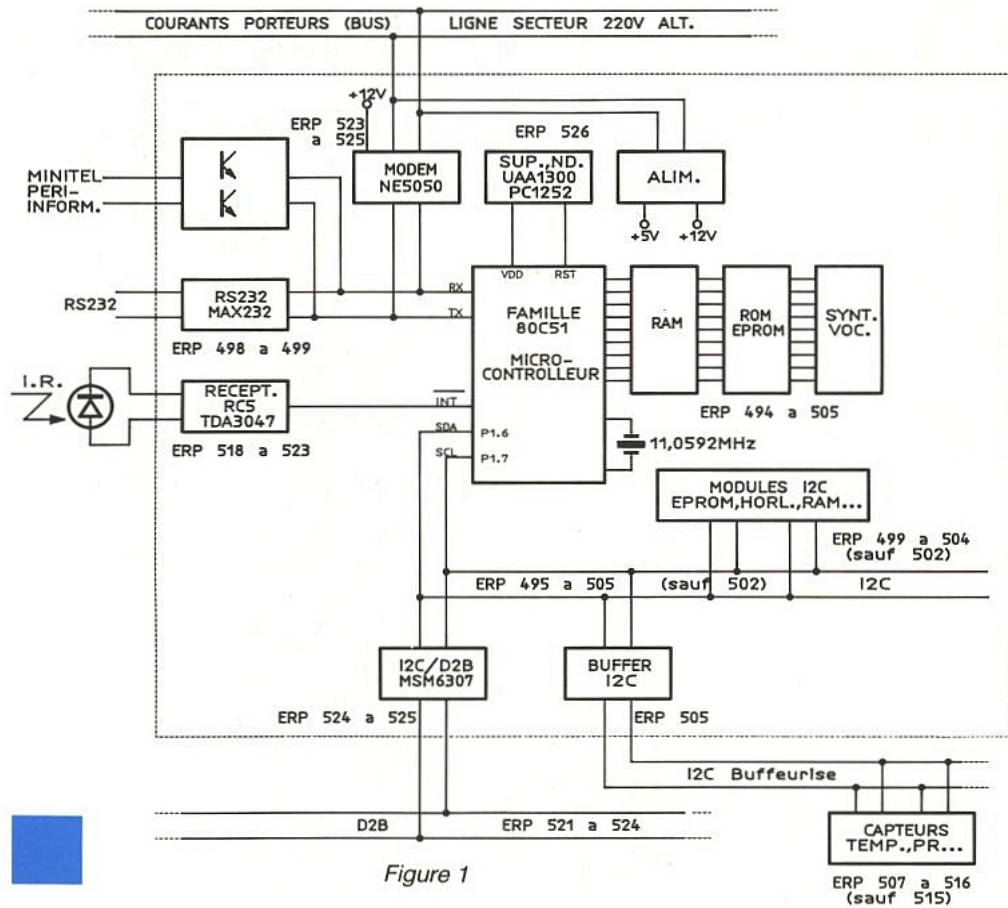 COURANTS PORTEURS (BUS)
LIGNE SECTEUR 220V ALT.
+12V
ERP 523
a 525
ERP 526
MINITEL
PERI-
INFORM.
MODEM
NE5050
SUP.,ND.
UAA1300
PC1252
ALIM.
+5V
+12V
VDD
RST
RS232
RS232
MAX232
RX
TX
ERP 498 a 499
FAMILLE
80C51
MICRO-
CONTROLLEUR
RAM
ROM
EPROM
SYNT.
VOC.
ERP 494 a 505
I.R.
RECEPT.
RC5
TDA3047
INT
SDA
P1.6
SCL
P1.7
ERP 518 a 523
11,0592MHz
MODULES I2C
EPROM,HORL.,RAM...
ERP 499 a 504
(sauf 502)
ERP 495 a 505 (sauf 502)
I2C
I2C/D2B
MSM6307
BUFFER
I2C
ERP 524 a 525
ERP 505
I2C Buffeurise
D2B
ERP 521 a 524
CAPTEURS
TEMP.,PR...
ERP 507 a 516
(sauf 515)
Figure 1